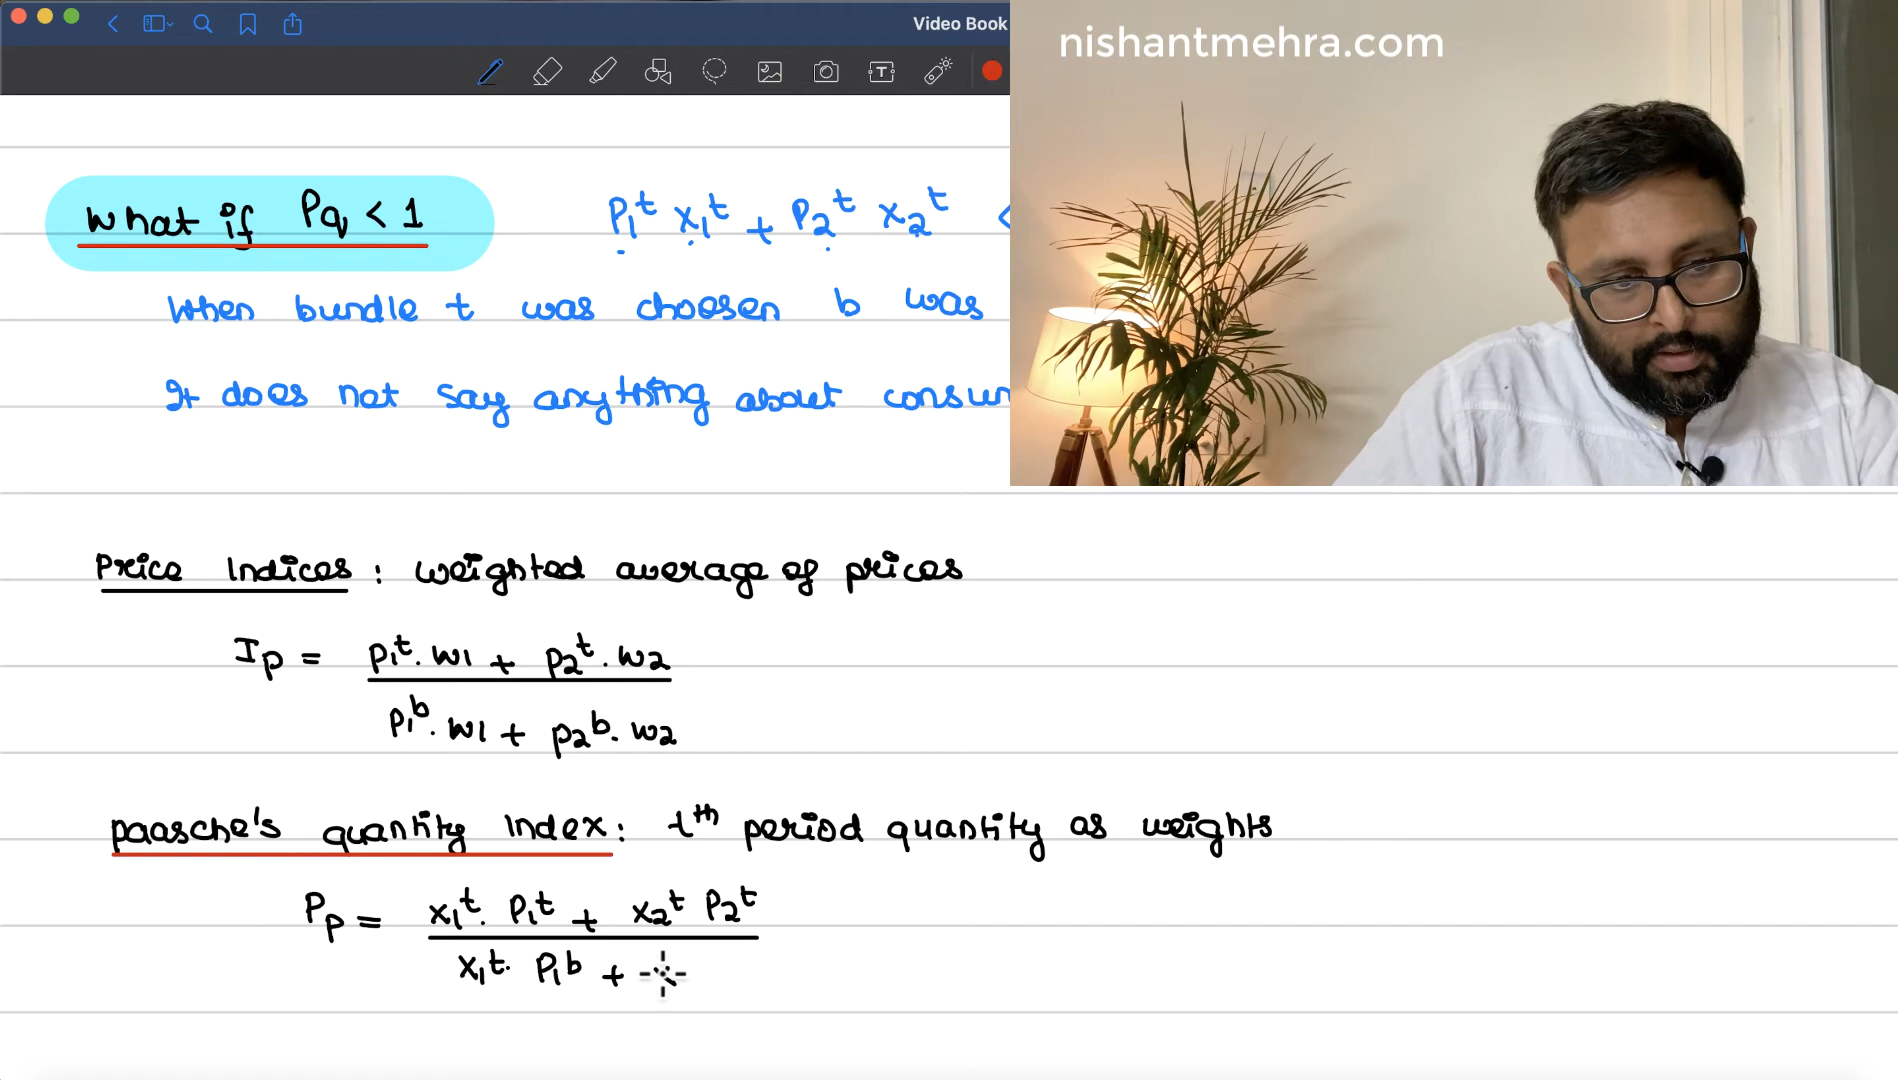 Video Book
nishantmehra.com
What if Pq < 1
P₁ᵗ x₁ᵗ + P₂ᵗ x₂ᵗ <
When bundle t was choosen b was
It does not say anything about consum
Price Indices : weighted average of prices
Ip = p₁ᵗ. w1 + p₂ᵗ. w2
p₁ᵇ. w1 + p₂ᵇ. w2
paasche's quantity index: tᵗʰ period quantity as weights
Pp = x₁ᵗ. P₁ᵗ + x₂ᵗ P₂ᵗ
x₁ᵗ. P₁ᵇ +